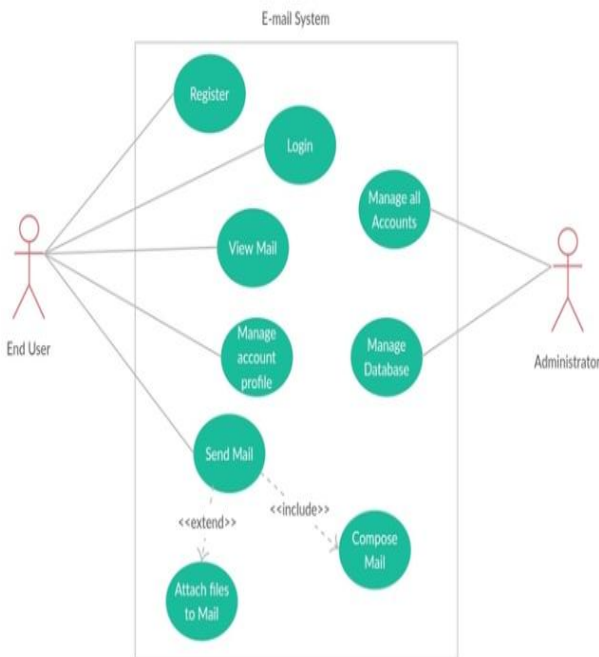 E-mail System
Register
Login
Manage all
Accounts
View Mail
End User
Administrator
Manage
account
profile
Manage
Database
Send Mail
<<extend>>
<<include>>
Compose
Mail
Attach files
to Mail